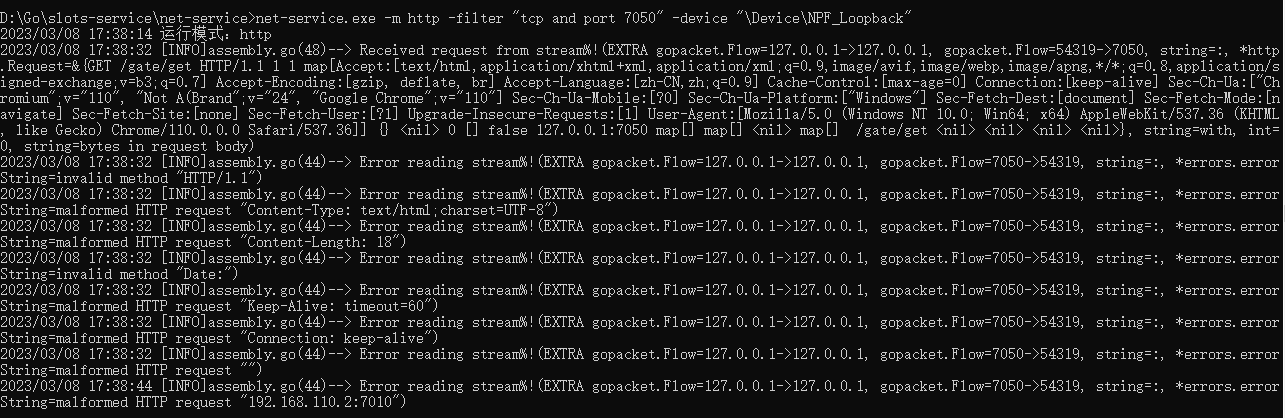 D:\Go\slots-service\net-service>net-service.exe -m http -filter "tcp and port 7050" -device "\Device\NPF_Loopback"
2023/03/08 17:38:14 运行模式：http
2023/03/08 17:38:32 [INFO]assembly.go(48)--> Received request from stream%!(EXTRA gopacket.Flow=127.0.0.1->127.0.0.1, gopacket.Flow=54319->7050, string=:, *http
.Request=&{GET /gate/get HTTP/1.1 1 1 map[Accept:[text/html,application/xhtml+xml,application/xml;q=0.9,image/avif,image/webp,image/apng,*/*;q=0.8,application/s
igned-exchange;v=b3;q=0.7] Accept-Encoding:[gzip, deflate, br] Accept-Language:[zh-CN,zh;q=0.9] Cache-Control:[max-age=0] Connection:[keep-alive] Sec-Ch-Ua:["Ch
romium";v="110", "Not A(Brand";v="24", "Google Chrome";v="110"] Sec-Ch-Ua-Mobile:[?0] Sec-Ch-Ua-Platform:["Windows"] Sec-Fetch-Dest:[document] Sec-Fetch-Mode:[n
avigate] Sec-Fetch-Site:[none] Sec-Fetch-User:[?1] Upgrade-Insecure-Requests:[1] User-Agent:[Mozilla/5.0 (Windows NT 10.0; Win64; x64) AppleWebKit/537.36 (KHTML
, like Gecko) Chrome/110.0.0.0 Safari/537.36]] {} <nil> 0 [] false 127.0.0.1:7050 map[] map[] <nil> map[]  /gate/get <nil> <nil> <nil> <nil>}, string=with, int=
0, string=bytes in request body)
2023/03/08 17:38:32 [INFO]assembly.go(44)--> Error reading stream%!(EXTRA gopacket.Flow=127.0.0.1->127.0.0.1, gopacket.Flow=7050->54319, string=:, *errors.error
String=invalid method "HTTP/1.1")
2023/03/08 17:38:32 [INFO]assembly.go(44)--> Error reading stream%!(EXTRA gopacket.Flow=127.0.0.1->127.0.0.1, gopacket.Flow=7050->54319, string=:, *errors.error
String=malformed HTTP request "Content-Type: text/html;charset=UTF-8")
2023/03/08 17:38:32 [INFO]assembly.go(44)--> Error reading stream%!(EXTRA gopacket.Flow=127.0.0.1->127.0.0.1, gopacket.Flow=7050->54319, string=:, *errors.error
String=malformed HTTP request "Content-Length: 18")
2023/03/08 17:38:32 [INFO]assembly.go(44)--> Error reading stream%!(EXTRA gopacket.Flow=127.0.0.1->127.0.0.1, gopacket.Flow=7050->54319, string=:, *errors.error
String=invalid method "Date:")
2023/03/08 17:38:32 [INFO]assembly.go(44)--> Error reading stream%!(EXTRA gopacket.Flow=127.0.0.1->127.0.0.1, gopacket.Flow=7050->54319, string=:, *errors.error
String=malformed HTTP request "Keep-Alive: timeout=60")
2023/03/08 17:38:32 [INFO]assembly.go(44)--> Error reading stream%!(EXTRA gopacket.Flow=127.0.0.1->127.0.0.1, gopacket.Flow=7050->54319, string=:, *errors.error
String=malformed HTTP request "Connection: keep-alive")
2023/03/08 17:38:32 [INFO]assembly.go(44)--> Error reading stream%!(EXTRA gopacket.Flow=127.0.0.1->127.0.0.1, gopacket.Flow=7050->54319, string=:, *errors.error
String=malformed HTTP request "")
2023/03/08 17:38:44 [INFO]assembly.go(44)--> Error reading stream%!(EXTRA gopacket.Flow=127.0.0.1->127.0.0.1, gopacket.Flow=7050->54319, string=:, *errors.error
String=malformed HTTP request "192.168.110.2:7010")